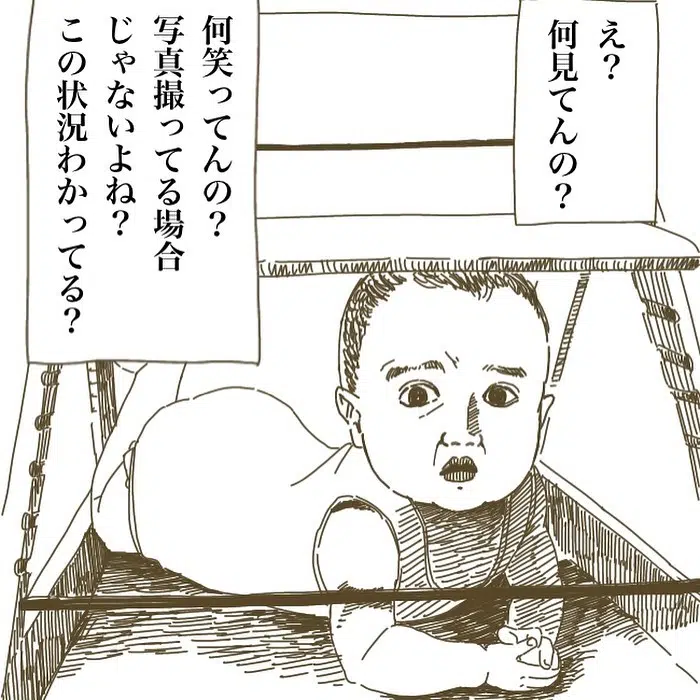 え？
何見てんの？
何笑ってんの？
写真撮ってる場合
じゃないよね？
この状況わかってる？